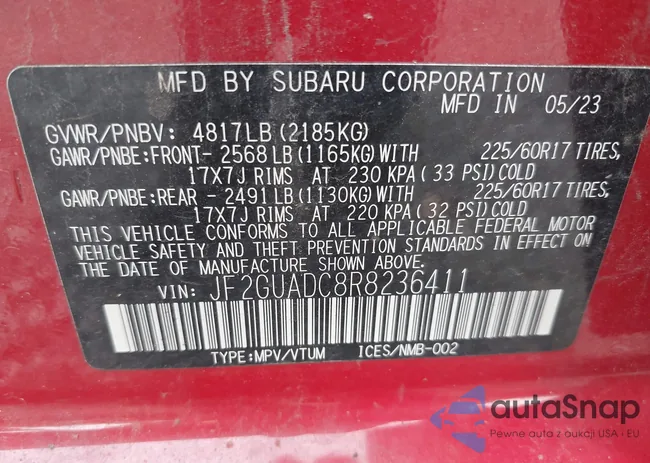 MFD BY SUBARU CORPORATION
MFD IN 05/23
GVWR/PNBV: 4817LB(2185KG)
GAWR/PNBE:FRONT- 2568LB(1165KG)WITH 225/60R17 TIRES,
17X7J RIMS AT 230 KPA( 33 PSI)COLD
GAWR/PNBE:REAR - 2491LB(1130KG)WITH 225/60R17 TIRES,
17X7J RIMS AT 220 KPA( 32 PSI)COLD
THIS VEHICLE CONFORMS TO ALL APPLICABLE FEDERAL MOTOR
VEHICLE SAFETY AND THEFT PREVENTION STANDARDS IN EFFECT ON
THE DATE OF MANUFACTURE SHOWN ABOVE.
VIN: JF2GUADC8R8236411
TYPE:MPV/VTUM ICES/NMB-002
autaSnap
Pewne auta z aukcji USA i EU